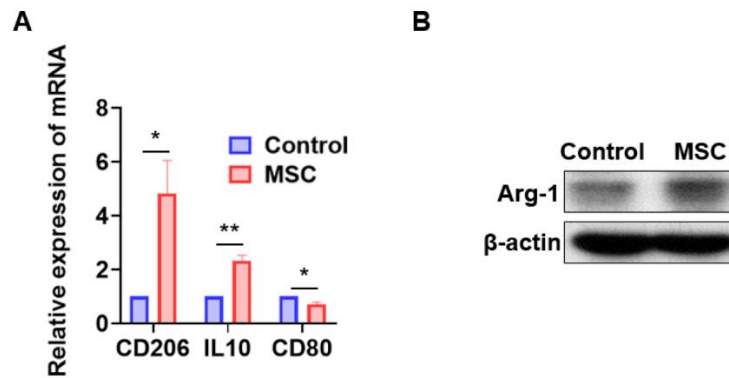 A
Relative expression of mRNA
8
6
4
2
0
*
**
*
Control
MSC
CD206 IL10 CD80
B
Control MSC
Arg-1
β-actin